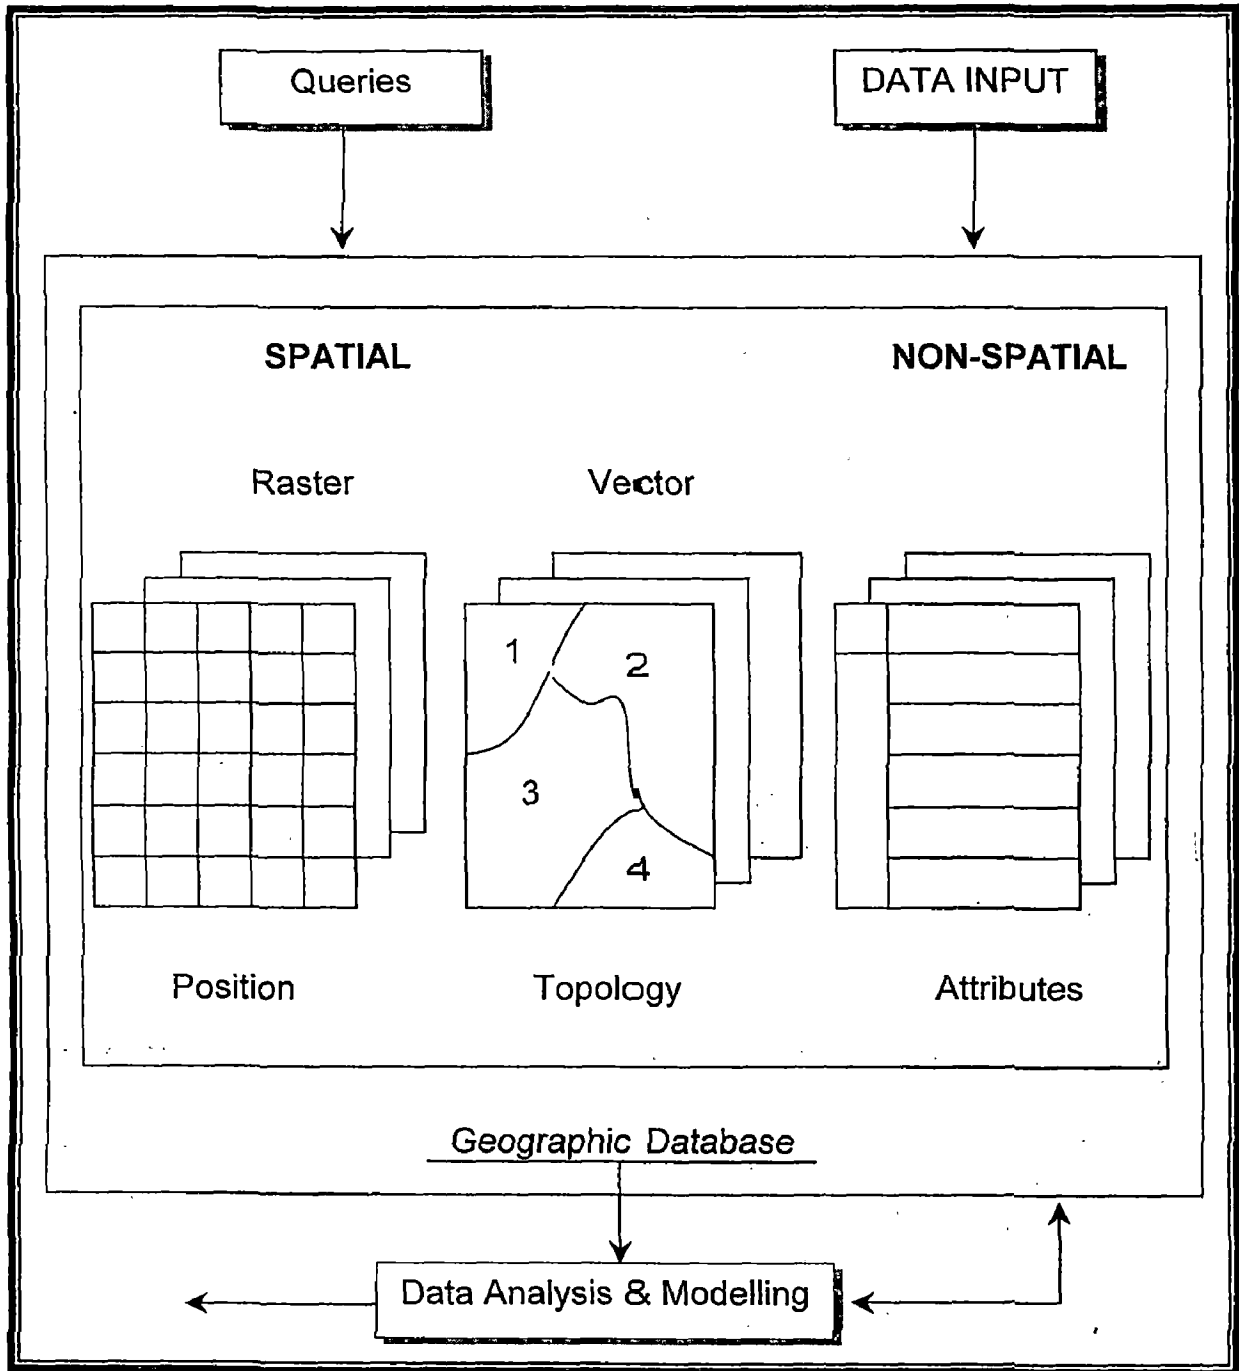 Queries
DATA INPUT
SPATIAL
NON-SPATIAL
Raster
Vector
1
2
3
4
Position
Topology
Attributes
Geographic Database
Data Analysis & Modelling